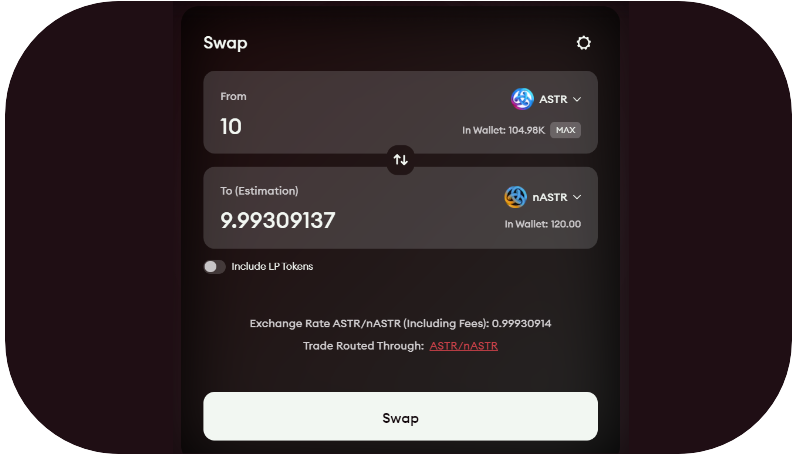 Swap
From
ASTR
10
In Wallet: 104.98K MAX
To (Estimation)
nASTR
9.99309137
In Wallet: 120.00
Include LP Tokens
Exchange Rate ASTR/nASTR (Including Fees): 0.99930914
Trade Routed Through: ASTR/nASTR
Swap